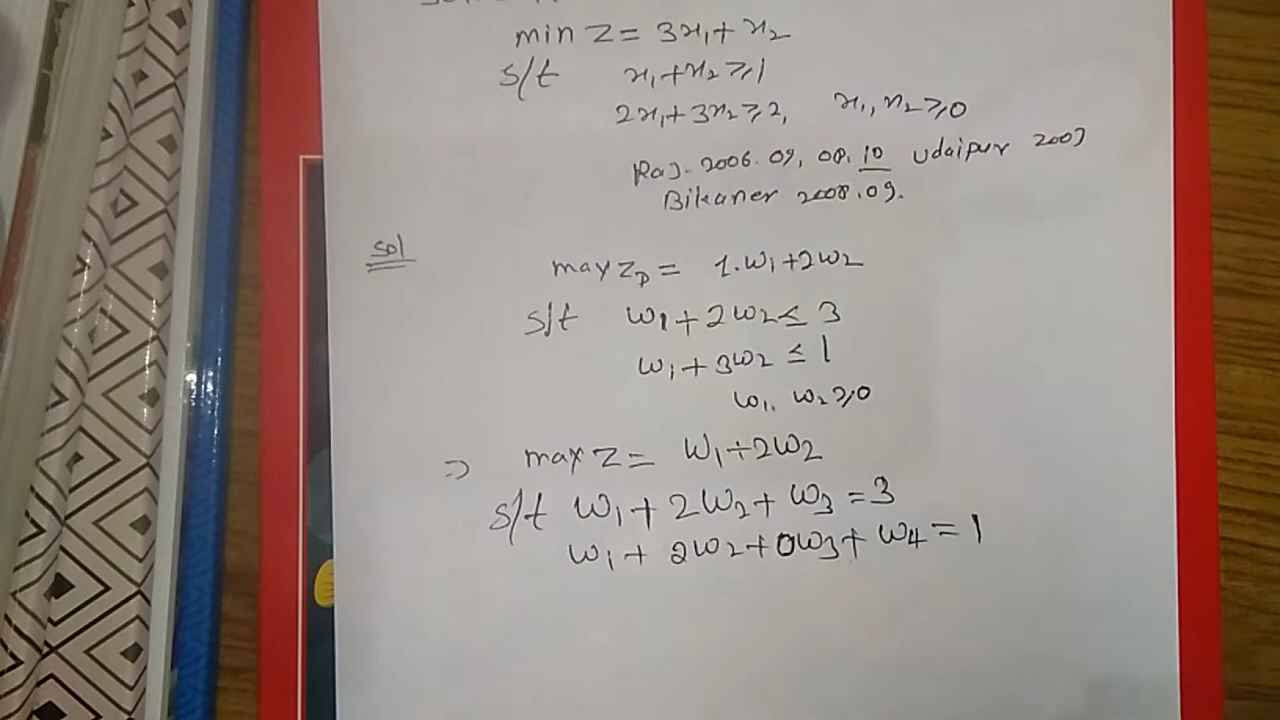 min Z = 3x₁ + x₂
s/t x₁ + x₂ ≥ 1
2x₁ + 3x₂ ≥ 2, x₁, x₂ ≥ 0
Raj. 2006. 09, 08, 10 Udaipur 2007
Bikaner 2008.09.
Sol
max Z_D = 1.w₁ + 2w₂
s/t w₁ + 2w₂ ≤ 3
w₁ + 3w₂ ≤ 1
w₁, w₂ ≥ 0
⇒ max Z = w₁ + 2w₂
s/t w₁ + 2w₂ + w₃ = 3
w₁ + 2w₂ + 0w₃ + w₄ = 1